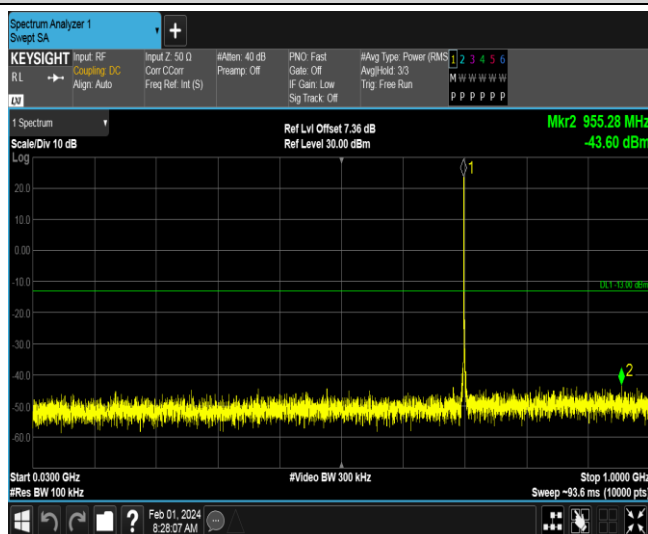 Spectrum Analyzer 1
Swept SA
KEYSIGHT
RL
LXI
Input: RF
Coupling: DC
Align: Auto
Input Z: 50 Ω
Corr CCorr
Freq Ref: Int (S)
#Atten: 40 dB
Preamp: Off
PNO: Fast
Gate: Off
IF Gain: Low
Sig Track: Off
#Avg Type: Power (RMS
Avg|Hold: 3/3
Trig: Free Run
1 2 3 4 5 6
M W W W W W
P P P P P P
1 Spectrum
Scale/Div 10 dB
Log
Ref Lvl Offset 7.36 dB
Ref Level 30.00 dBm
Mkr2 955.28 MHz
-43.60 dBm
1
20.0
10.0
0.00
-10.0
DL1 -13.00 dBm
-20.0
-30.0
-40.0
2
-50.0
-60.0
Start 0.0300 GHz
#Video BW 300 kHz
Stop 1.0000 GHz
#Res BW 100 kHz
Sweep ~93.6 ms (10000 pts)
?
Feb 01, 2024
8:28:07 AM